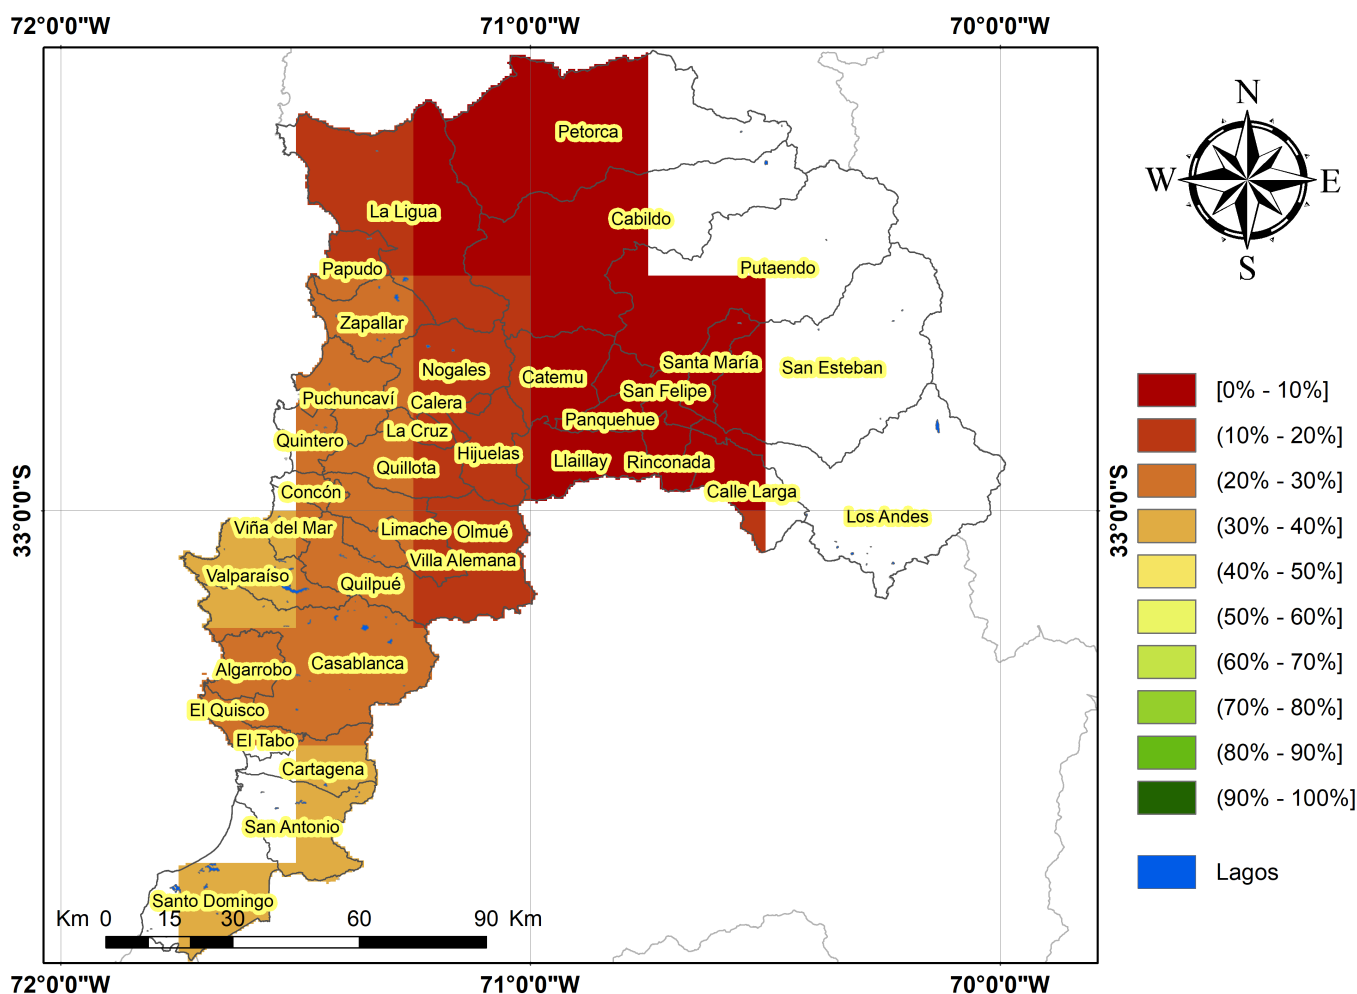 72°0'0"W 71°0'0"W 70°0'0"W
N
W E
S
Petorca
La Ligua
Cabildo
Papudo
Putaendo
Zapallar
Nogales
Santa María
San Esteban
Catemu
San Felipe
Puchuncaví
Calera
Panquehue
La Cruz
Quintero
Hijuelas
Llaillay
Rinconada
Quillota
Concón
Calle Larga
Los Andes
Viña del Mar
Limache
Olmué
Villa Alemana
Valparaíso
Quilpué
Casablanca
Algarrobo
El Quisco
El Tabo
Cartagena
San Antonio
Santo Domingo
33°0'0"S
33°0'0"S
[0% - 10%]
(10% - 20%]
(20% - 30%]
(30% - 40%]
(40% - 50%]
(50% - 60%]
(60% - 70%]
(70% - 80%]
(80% - 90%]
(90% - 100%]
Lagos
Km 0 15 30 60 90 Km
72°0'0"W 71°0'0"W 70°0'0"W